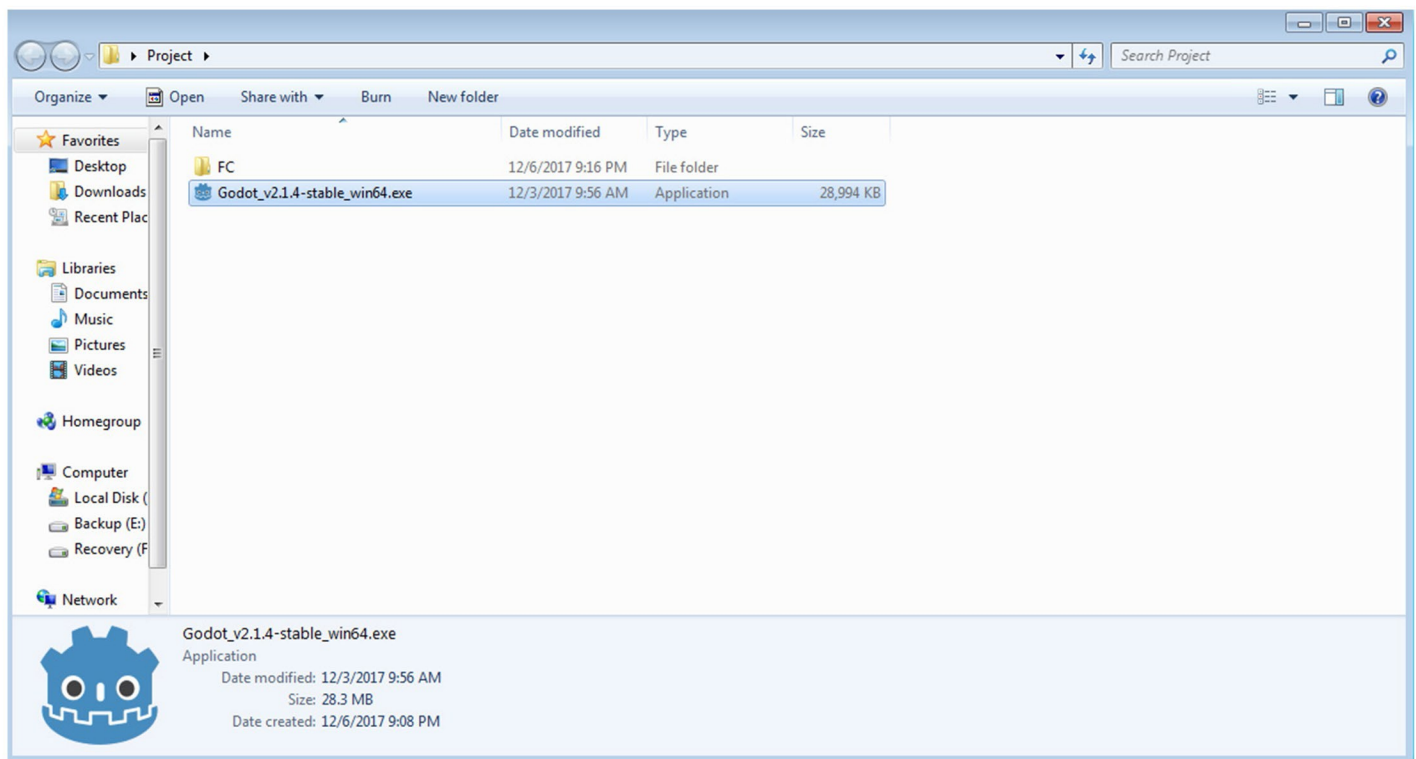 Project
Search Project
Organize Open Share with Burn New folder
Name Date modified Type Size
Favorites
Desktop
Downloads
Recent Plac
Libraries
Documents
Music
Pictures
Videos
Homegroup
Computer
Local Disk (
Backup (E:)
Recovery (F
Network
FC 12/6/2017 9:16 PM File folder
Godot_v2.1.4-stable_win64.exe 12/3/2017 9:56 AM Application 28,994 KB
Godot_v2.1.4-stable_win64.exe
Application
Date modified: 12/3/2017 9:56 AM
Size: 28.3 MB
Date created: 12/6/2017 9:08 PM